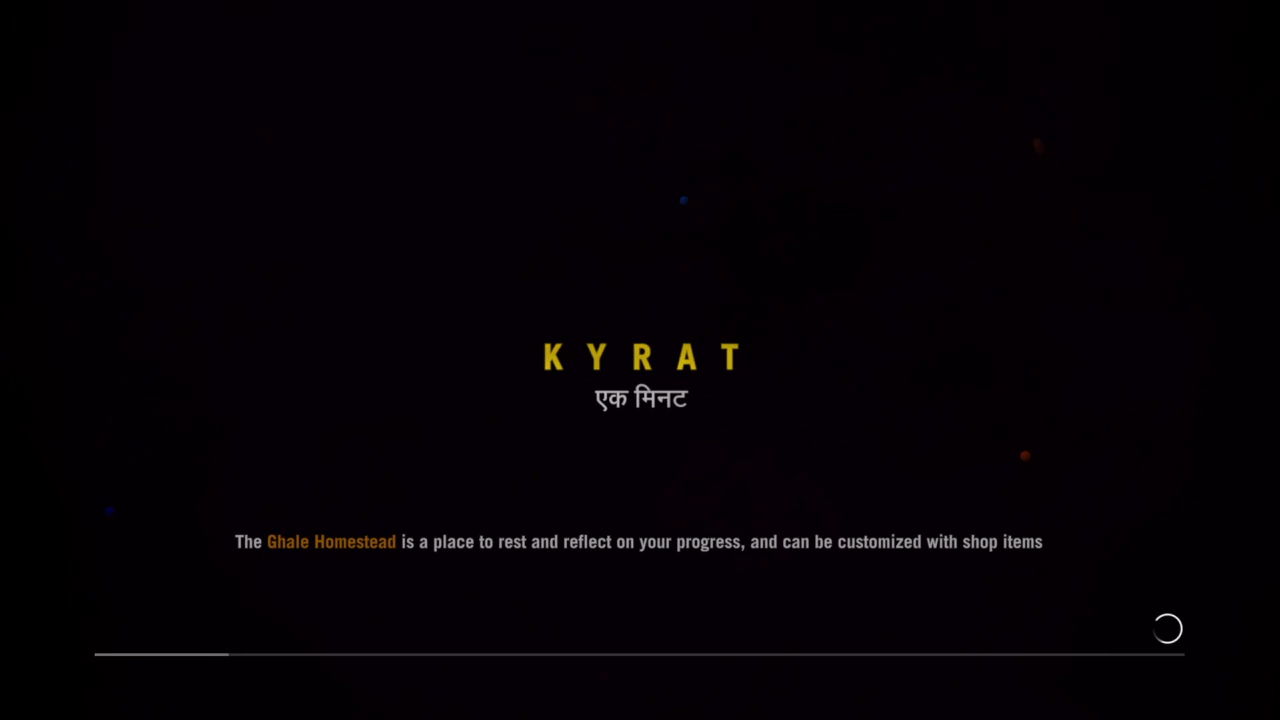 KYRAT
एक मिनट
The Ghale Homestead is a place to rest and reflect on your progress, and can be customized with shop items